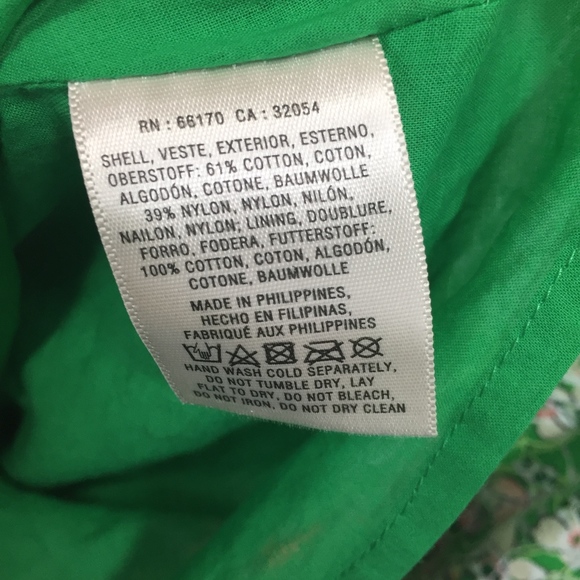 RN : 66170 CA : 32054
SHELL, VESTE, EXTERIOR, ESTERNO,
OBERSTOFF: 61% COTTON, COTON,
ALGODÓN, COTONE, BAUMWOLLE
39% NYLON, NYLON, NILÓN,
NAILON, NYLON; LINING, DOUBLURE,
FORRO, FODERA, FUTTERSTOFF:
100% COTTON, COTON, ALGODÓN,
COTONE, BAUMWOLLE
MADE IN PHILIPPINES,
HECHO EN FILIPINAS,
FABRIQUÉ AUX PHILIPPINES
HAND WASH COLD SEPARATELY,
DO NOT TUMBLE DRY, LAY
FLAT TO DRY, DO NOT BLEACH,
DO NOT IRON, DO NOT DRY CLEAN